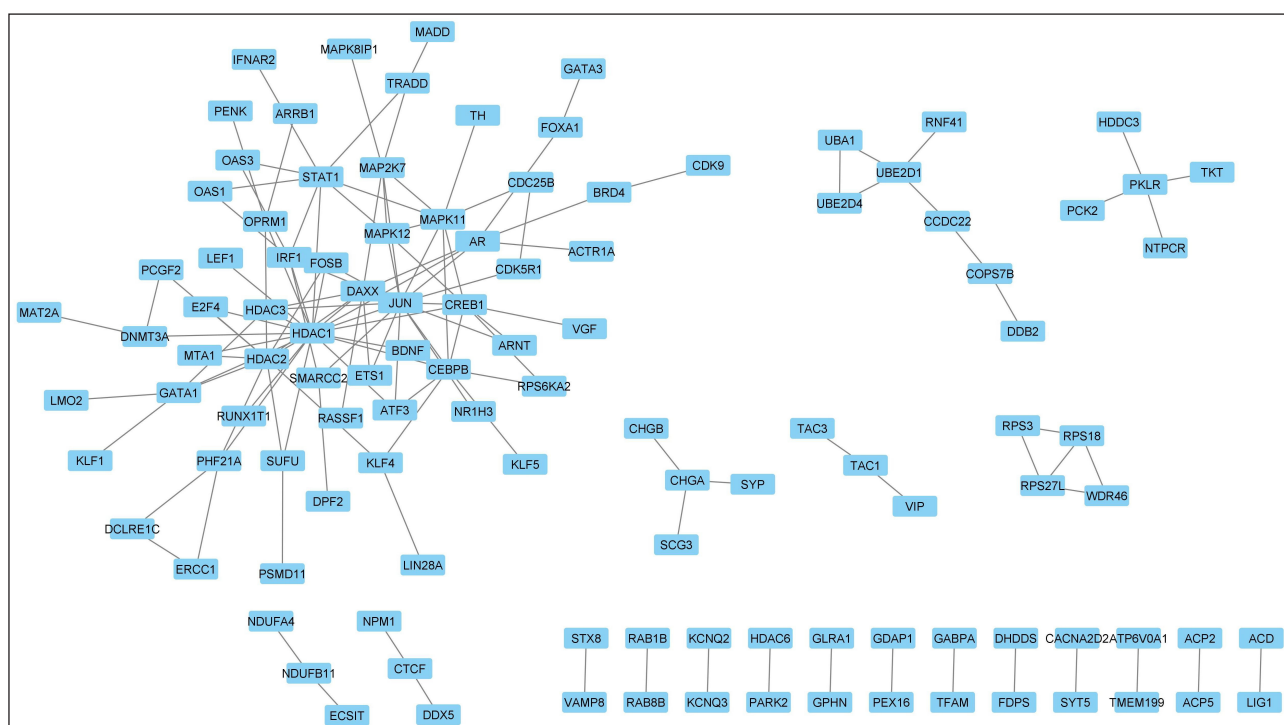 MADD
MAPK8IP1
IFNAR2
GATA3
TRADD
PENK
ARRB1
TH
FOXA1
RNF41
HDDC3
UBA1
OAS3
CDK9
STAT1
MAP2K7
UBE2D1
TKT
OAS1
CDC25B
BRD4
PKLR
UBE2D4
PCK2
OPRM1
MAPK11
CCDC22
MAPK12
AR
NTPCR
LEF1
IRF1
FOSB
ACTR1A
PCGF2
CDK5R1
COPS7B
DAXX
E2F4
HDAC3
JUN
CREB1
MAT2A
DNMT3A
HDAC1
VGF
DDB2
MTA1
HDAC2
BDNF
ARNT
SMARCC2
ETS1
CEBPB
GATA1
RPS6KA2
LMO2
RUNX1T1
RASSF1
ATF3
NR1H3
CHGB
TAC3
RPS3
RPS18
KLF1
PHF21A
SUFU
KLF4
KLF5
TAC1
CHGA
SYP
RPS27L
WDR46
DPF2
VIP
DCLRE1C
SCG3
ERCC1
PSMD11
LIN28A
NDUFA4
NPM1
STX8
RAB1B
KCNQ2
HDAC6
GLRA1
GDAP1
GABPA
DHDDS
CACNA2D2
ATP6V0A1
ACP2
ACD
NDUFB11
CTCF
VAMP8
RAB8B
KCNQ3
PARK2
GPHN
PEX16
TFAM
FDPS
SYT5
TMEM199
ACP5
LIG1
ECSIT
DDX5